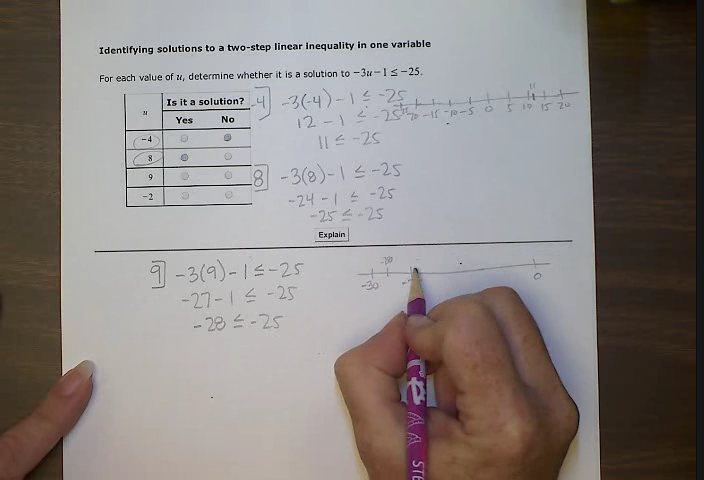 Identifying solutions to a two-step linear inequality in one variable
For each value of u, determine whether it is a solution to −3u−1 ≤ −25.
u Is it a solution?
Yes No
−4
8
9
−2
-4] -3(-4) -1 ≤ -25
12 - 1 ≤ -25
11 ≤ -25
-20 -15 -10 -5 0 5 10 15 20
11
8] -3(8) -1 ≤ -25
-24 -1 ≤ -25
-25 ≤ -25
Explain
9] -3(9) -1 ≤ -25
-27 -1 ≤ -25
-28 ≤ -25
-30 0
STE